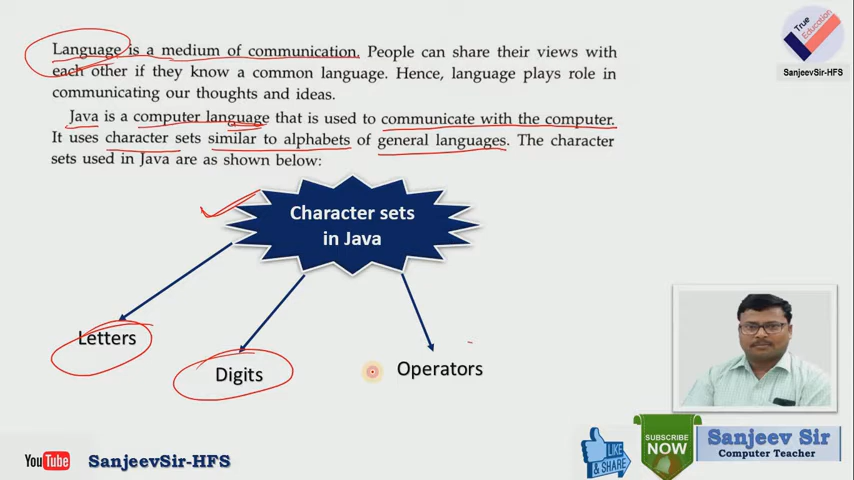 Language is a medium of communication. People can share their views with
each other if they know a common language. Hence, language plays role in
communicating our thoughts and ideas.
Java is a computer language that is used to communicate with the computer.
It uses character sets similar to alphabets of general languages. The character
sets used in Java are as shown below:
True
Education
SanjeevSir-HFS
Character sets
in Java
Letters
Digits
Operators
LIKE
& SHARE
SUBSCRIBE
NOW
Sanjeev Sir
Computer Teacher
YouTube
SanjeevSir-HFS